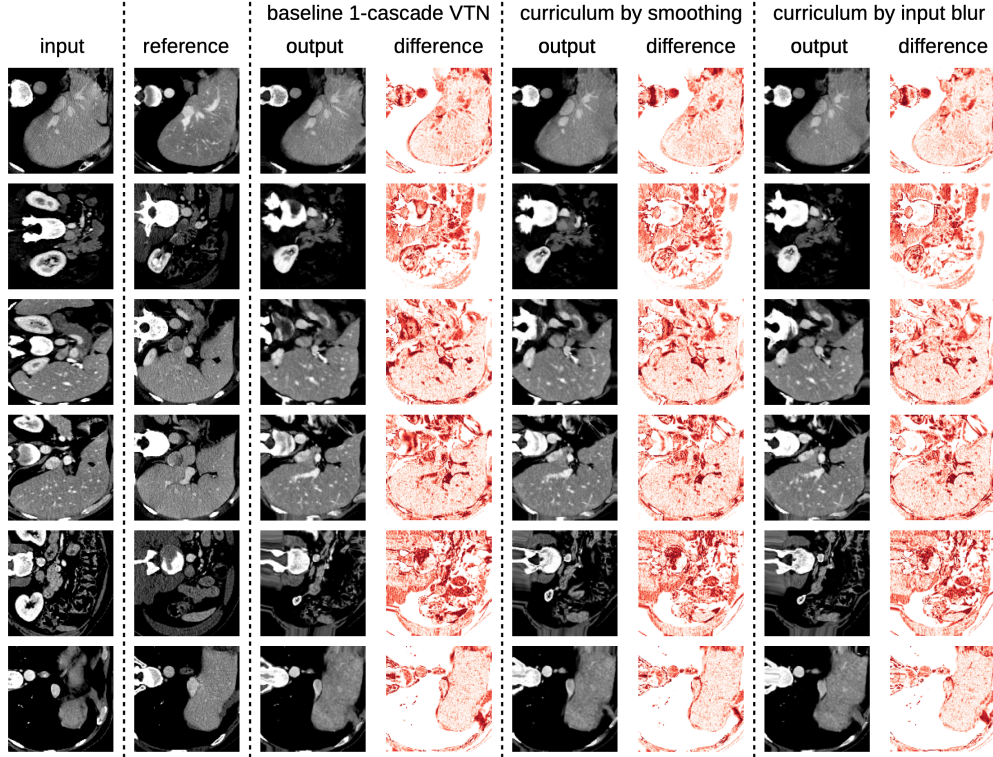 baseline 1-cascade VTN curriculum by smoothing curriculum by input blur
input reference output difference output difference output difference